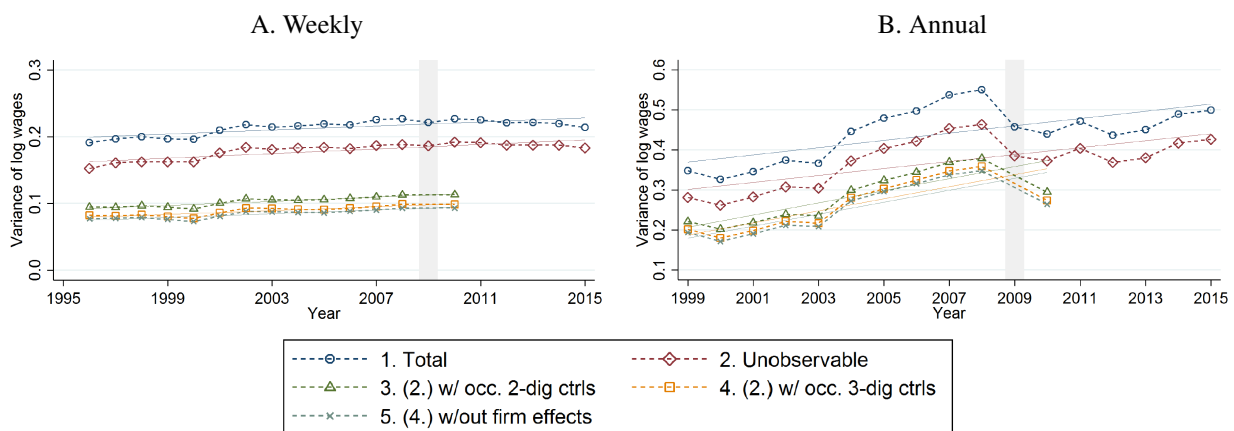 A. Weekly
B. Annual
Variance of log wages
0.3
0.2
0.1
0.0
1995 1999 2003 2007 2011 2015
Year
Variance of log wages
0.6
0.5
0.4
0.3
0.2
0.1
1999 2001 2003 2005 2007 2009 2011 2013 2015
Year
1. Total
2. Unobservable
3. (2.) w/ occ. 2-dig ctrls
4. (2.) w/ occ. 3-dig ctrls
5. (4.) w/out firm effects